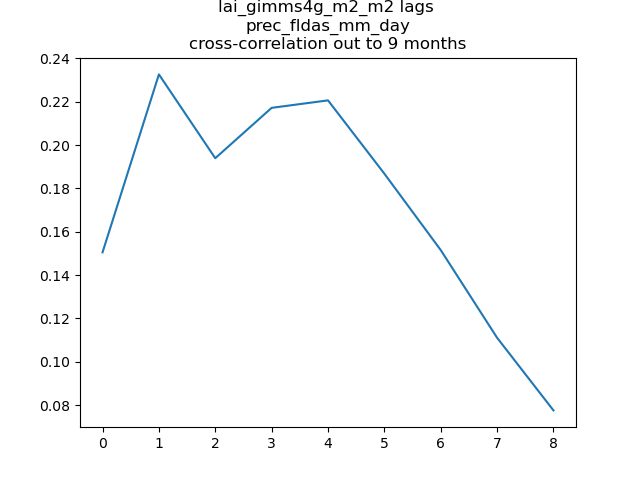 lai_gimms4g_m2_m2 lags
prec_fldas_mm_day
cross-correlation out to 9 months
0.24
0.22
0.20
0.18
0.16
0.14
0.12
0.10
0.08
0 1 2 3 4 5 6 7 8